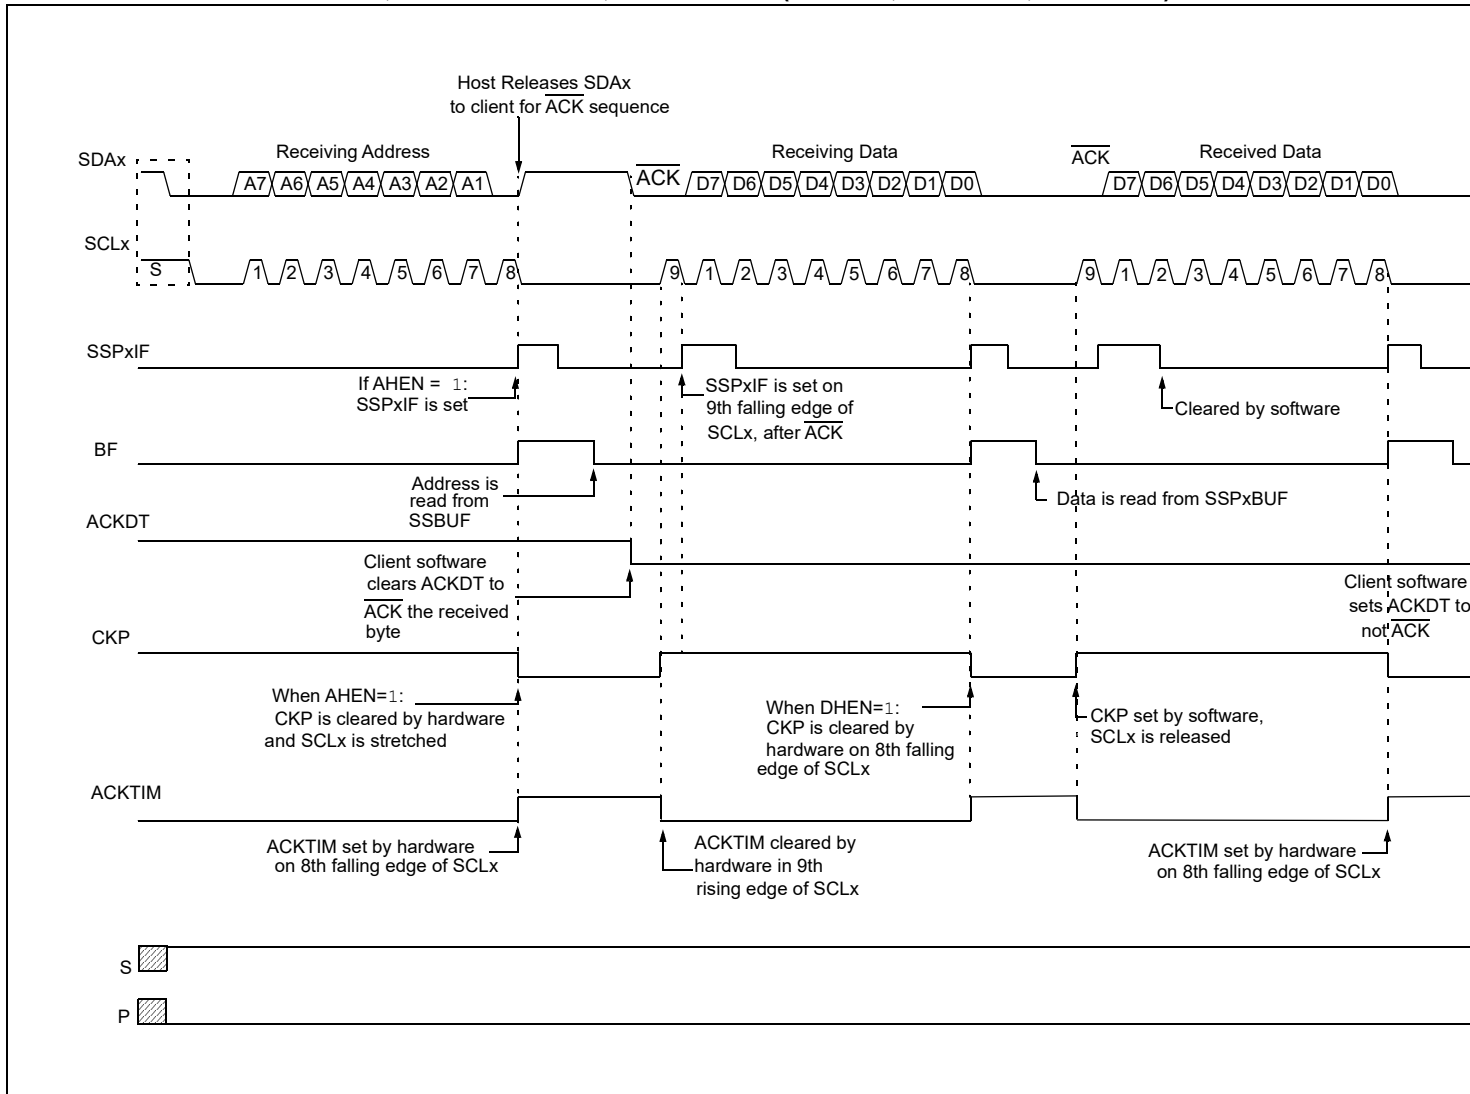 Host Releases SDAx
to client for ACK sequence
SDAx
Receiving Address
Receiving Data
ACK
Received Data
A7 A6 A5 A4 A3 A2 A1
ACK
D7 D6 D5 D4 D3 D2 D1 D0
D7 D6 D5 D4 D3 D2 D1 D0
SCLx
S
1 2 3 4 5 6 7 8
9 1 2 3 4 5 6 7 8
9 1 2 3 4 5 6 7 8
SSPxIF
If AHEN = 1:
SSPxIF is set
SSPxIF is set on
9th falling edge of
SCLx, after ACK
Cleared by software
BF
Address is
read from
SSBUF
Data is read from SSPxBUF
ACKDT
Client software
clears ACKDT to
ACK the received
byte
Client software
sets ACKDT to
not ACK
CKP
When AHEN=1:
CKP is cleared by hardware
and SCLx is stretched
When DHEN=1:
CKP is cleared by
hardware on 8th falling
edge of SCLx
CKP set by software,
SCLx is released
ACKTIM
ACKTIM set by hardware
on 8th falling edge of SCLx
ACKTIM cleared by
hardware in 9th
rising edge of SCLx
ACKTIM set by hardware
on 8th falling edge of SCLx
S
P